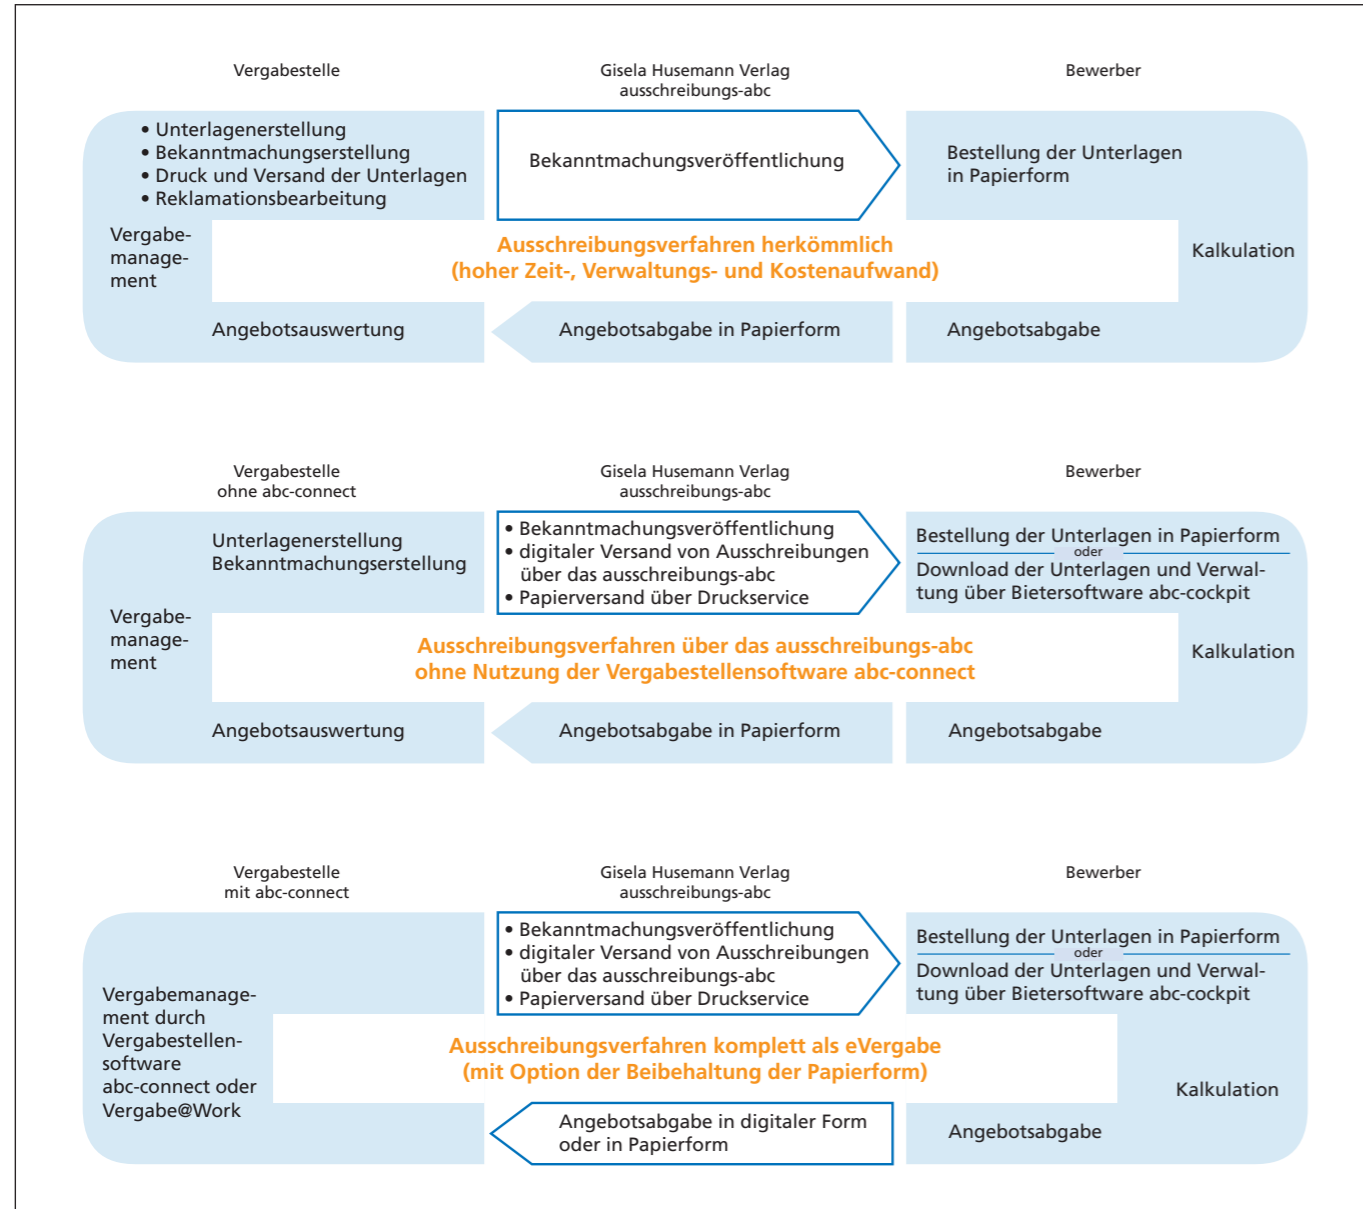 Vergabestelle
Gisela Husemann Verlag
ausschreibungs-abc
Bewerber
• Unterlagenerstellung
• Bekanntmachungserstellung
• Druck und Versand der Unterlagen
• Reklamationsbearbeitung
Bekanntmachungsveröffentlichung
Bestellung der Unterlagen
in Papierform
Vergabe-
manage-
ment
Ausschreibungsverfahren herkömmlich
(hoher Zeit-, Verwaltungs- und Kostenaufwand)
Kalkulation
Angebotsauswertung
Angebotsabgabe in Papierform
Angebotsabgabe
Vergabestelle
ohne abc-connect
Gisela Husemann Verlag
ausschreibungs-abc
Bewerber
Unterlagenerstellung
Bekanntmachungserstellung
• Bekanntmachungsveröffentlichung
• digitaler Versand von Ausschreibungen
über das ausschreibungs-abc
• Papierversand über Druckservice
Bestellung der Unterlagen in Papierform
oder
Download der Unterlagen und Verwal-
tung über Bietersoftware abc-cockpit
Vergabe-
manage-
ment
Ausschreibungsverfahren über das ausschreibungs-abc
ohne Nutzung der Vergabestellensoftware abc-connect
Kalkulation
Angebotsauswertung
Angebotsabgabe in Papierform
Angebotsabgabe
Vergabestelle
mit abc-connect
Gisela Husemann Verlag
ausschreibungs-abc
Bewerber
• Bekanntmachungsveröffentlichung
• digitaler Versand von Ausschreibungen
über das ausschreibungs-abc
• Papierversand über Druckservice
Bestellung der Unterlagen in Papierform
oder
Download der Unterlagen und Verwal-
tung über Bietersoftware abc-cockpit
Vergabemanage-
ment durch
Vergabestellen-
software
abc-connect oder
Vergabe@Work
Ausschreibungsverfahren komplett als eVergabe
(mit Option der Beibehaltung der Papierform)
Kalkulation
Angebotsabgabe in digitaler Form
oder in Papierform
Angebotsabgabe